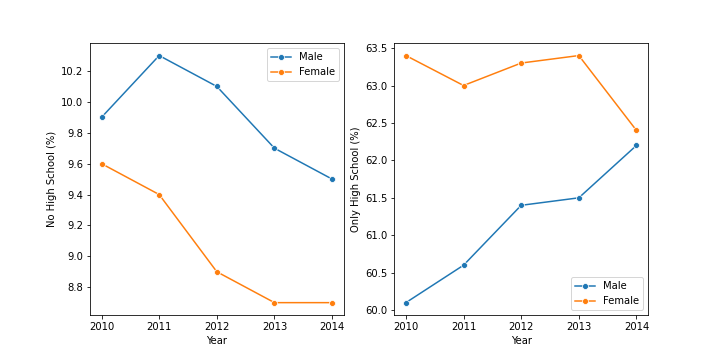 No High School (%)
10.2
10.0
9.8
9.6
9.4
9.2
9.0
8.8
2010 2011 2012 2013 2014
Year
Male
Female
Only High School (%)
63.5
63.0
62.5
62.0
61.5
61.0
60.5
60.0
2010 2011 2012 2013 2014
Year
Male
Female